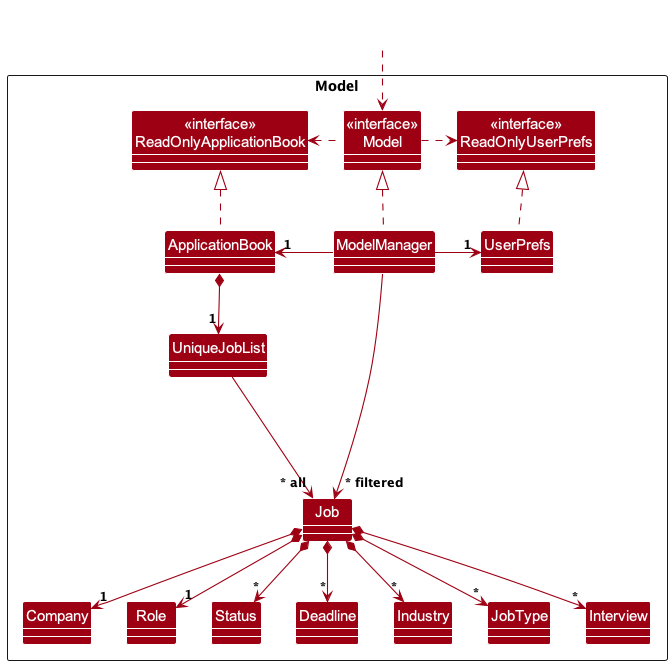 Model
«interface»
ReadOnlyApplicationBook
«interface»
Model
«interface»
ReadOnlyUserPrefs
ApplicationBook
1
ModelManager
1
UserPrefs
1
UniqueJobList
* all
* filtered
Job
1
1
*
*
*
*
*
Company
Role
Status
Deadline
Industry
JobType
Interview